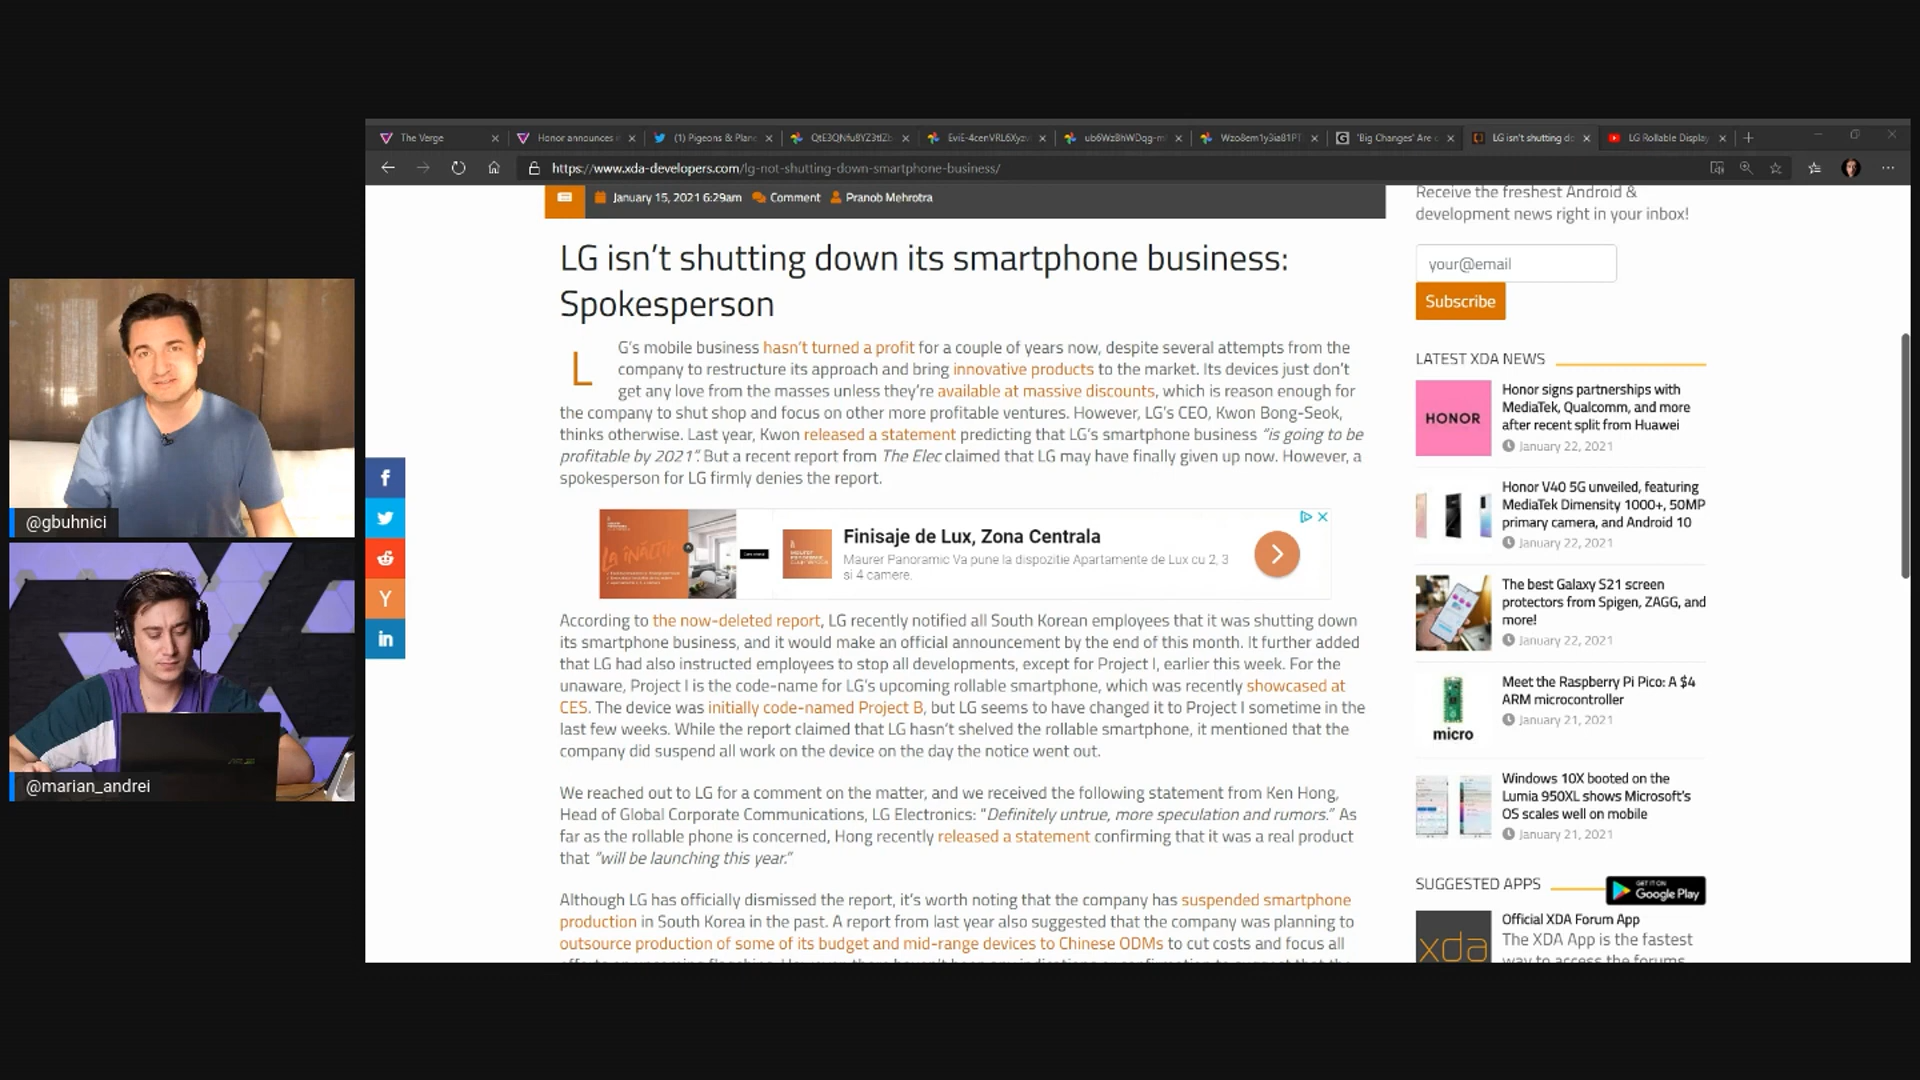 The Verge
Honor announces
(1) Pigeons & Plan
EviE-4cenVRL6Xyz
ub6WzBhWDqg-m
'Big Changes' Are
LG isn't shutting d
LG Rollable Display
https://www.xda-developers.com/lg-not-shutting-down-smartphone-business/
January 15, 2021 6:29am Comment Pranob Mehrotra
LG isn't shutting down its smartphone business:
Spokesperson
LG's mobile business hasn't turned a profit for a couple of years now, despite several attempts from the
company to restructure its approach and bring innovative products to the market. Its devices just don't
get any love from the masses unless they're available at massive discounts, which is reason enough for
the company to shut shop and focus on other more profitable ventures. However, LG's CEO, Kwon Bong-Seok,
thinks otherwise. Last year, Kwon released a statement predicting that LG's smartphone business “is going to be
profitable by 2021”. But a recent report from The Elec claimed that LG may have finally given up now. However, a
spokesperson for LG firmly denies the report.
Finisaje de Lux, Zona Centrala
Maurer Panoramic Va pune la dispozitie Apartamente de Lux cu 2, 3
si 4 camere.
According to the now-deleted report, LG recently notified all South Korean employees that it was shutting down
its smartphone business, and it would make an official announcement by the end of this month. It further added
that LG had also instructed employees to stop all developments, except for Project I, earlier this week. For the
unaware, Project I is the code-name for LG's upcoming rollable smartphone, which was recently showcased at
CES. The device was initially code-named Project B, but LG seems to have changed it to Project I sometime in the
last few weeks. While the report claimed that LG hasn't shelved the rollable smartphone, it mentioned that the
company did suspend all work on the device on the day the notice went out.
We reached out to LG for a comment on the matter, and we received the following statement from Ken Hong,
Head of Global Corporate Communications, LG Electronics: “Definitely untrue, more speculation and rumors.” As
far as the rollable phone is concerned, Hong recently released a statement confirming that it was a real product
that “will be launching this year.”
Although LG has officially dismissed the report, it's worth noting that the company has suspended smartphone
production in South Korea in the past. A report from last year also suggested that the company was planning to
outsource production of some of its budget and mid-range devices to Chinese ODMs to cut costs and focus all
Receive the freshest Android &
development news right in your inbox!
your@email
Subscribe
LATEST XDA NEWS
HONOR
Honor signs partnerships with
MediaTek, Qualcomm, and more
after recent split from Huawei
January 22, 2021
Honor V40 5G unveiled, featuring
MediaTek Dimensity 1000+, 50MP
primary camera, and Android 10
January 22, 2021
The best Galaxy S21 screen
protectors from Spigen, ZAGG, and
more!
January 22, 2021
micro
Meet the Raspberry Pi Pico: A $4
ARM microcontroller
January 21, 2021
Windows 10X booted on the
Lumia 950XL shows Microsoft's
OS scales well on mobile
January 21, 2021
SUGGESTED APPS
GET IT ON
Google Play
xda
Official XDA Forum App
The XDA App is the fastest
way to access the forums
@gbuhnici
@marian_andrei